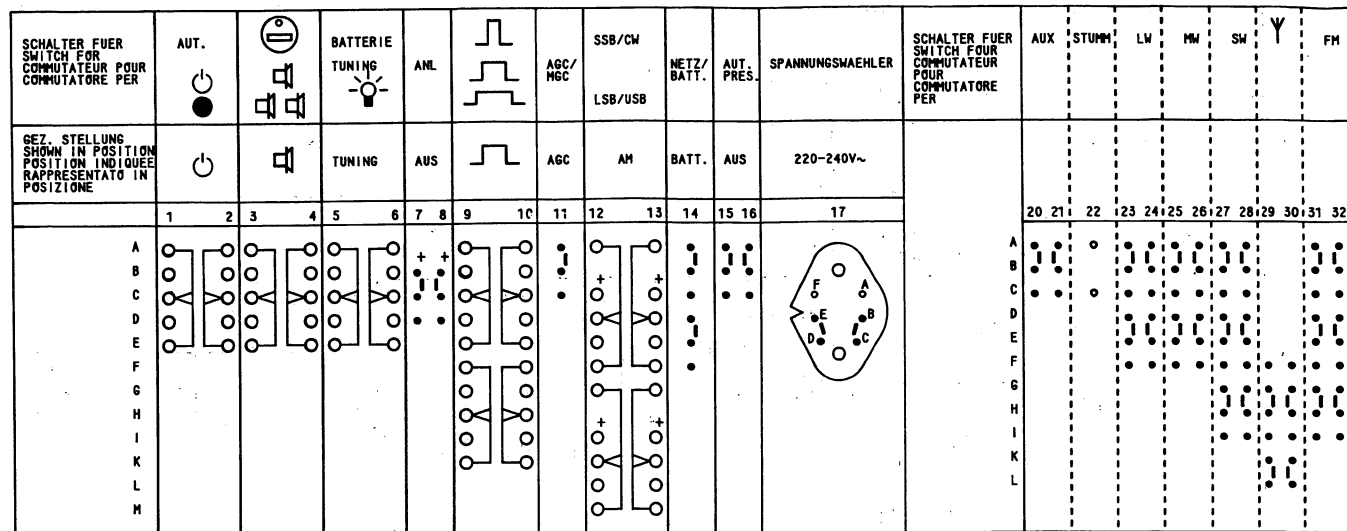 SCHALTER FUER
SWITCH FOR
COMMUTATEUR POUR
COMMUTATORE PER
AUT.
BATTERIE
TUNING
ANL
AGC/
MGC
SSB/CW
LSB/USB
NETZ/
BATT.
AUT.
PRES.
SPANNUNGSWAEHLER
SCHALTER FUER
SWITCH FOUR
COMMUTATEUR
POUR
COMMUTATORE
PER
AUX STUMM LW MW SW FM
GEZ. STELLUNG
SHOWN IN POSITION
POSITION INDIQUEE
RAPPRESENTATO IN
POSIZIONE
TUNING AUS AGC AM BATT. AUS 220-240V~
1 2 3 4 5 6 7 8 9 10 11 12 13 14 15 16 17 20 21 22 23 24 25 26 27 28 29 30 31 32
A + + A
B + + B
C F A C
D E B D
E D C E
F F
G G
H + + H
I I
K K
L L
M